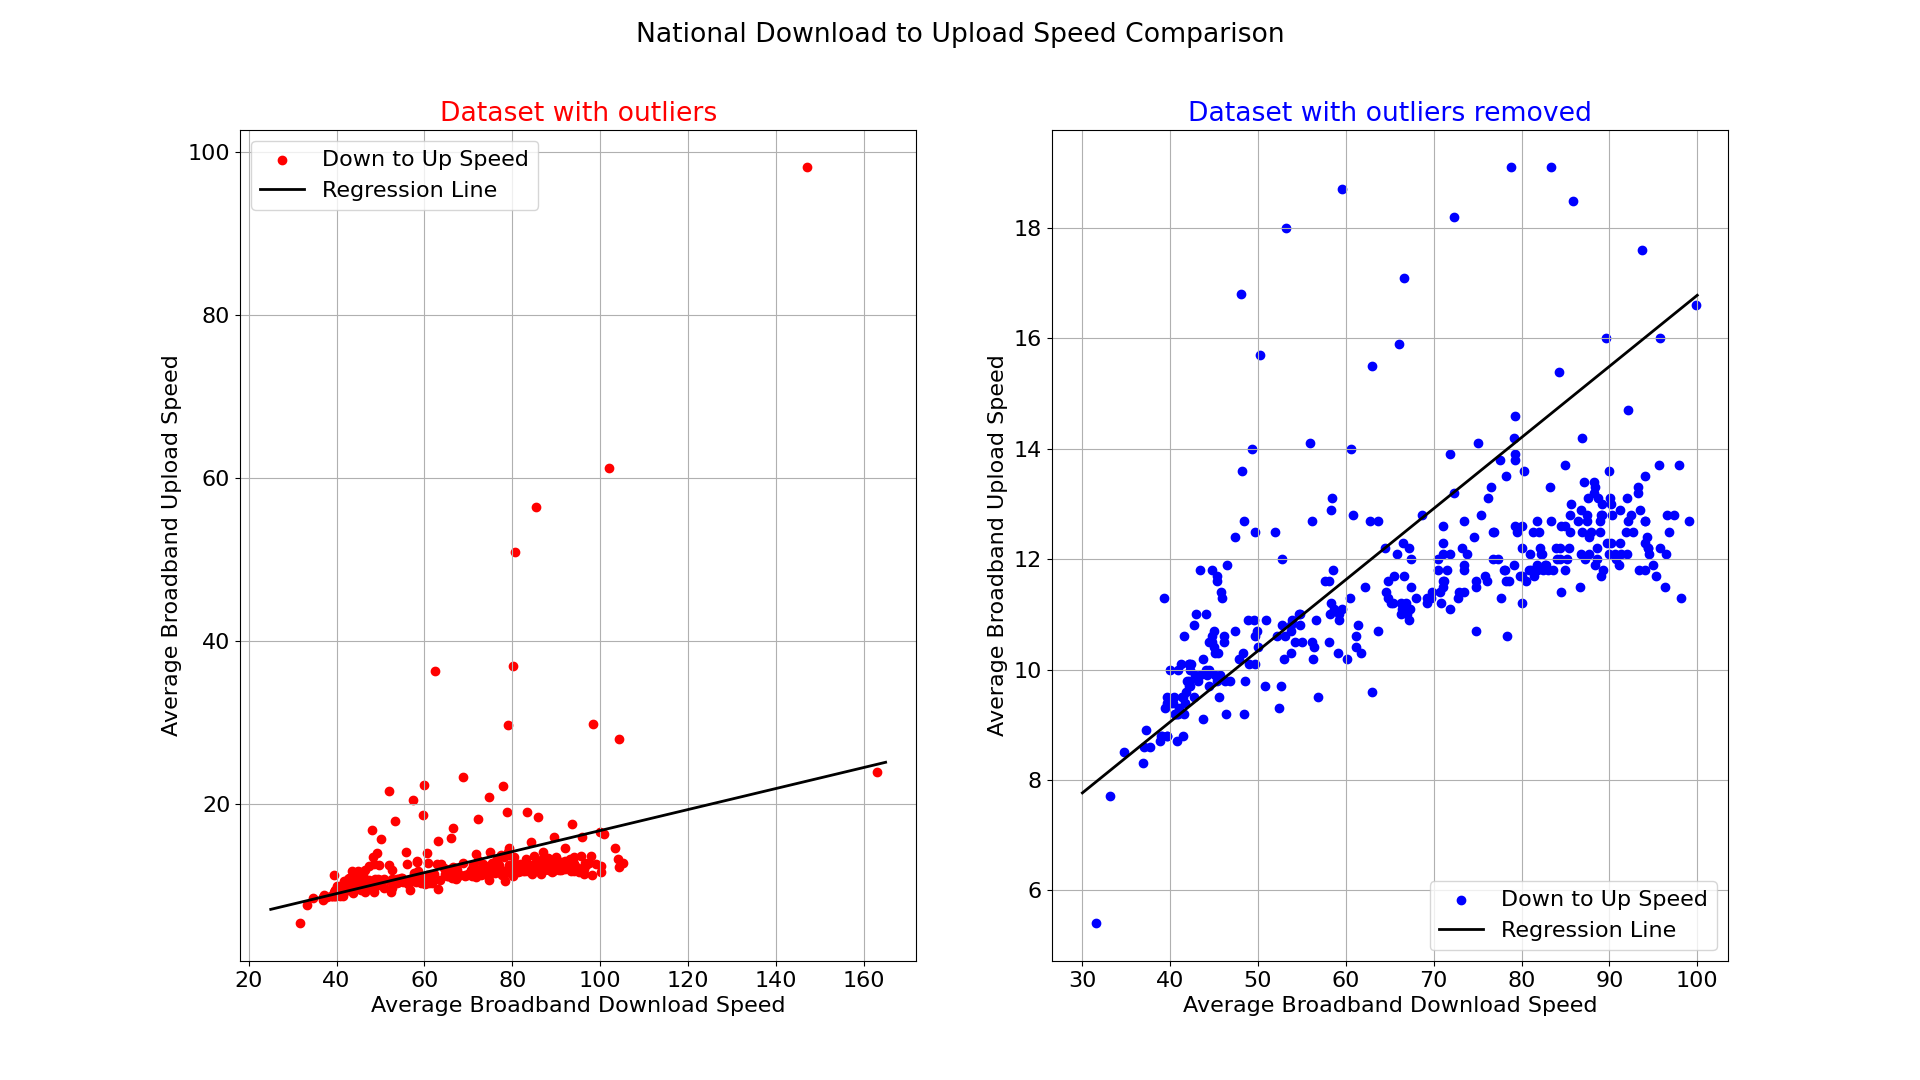 National Download to Upload Speed Comparison
Dataset with outliers
100
80
60
40
20
20 40 60 80 100 120 140 160
Average Broadband Upload Speed
Average Broadband Download Speed
Down to Up Speed
Regression Line
Dataset with outliers removed
18
16
14
12
10
8
6
30 40 50 60 70 80 90 100
Average Broadband Upload Speed
Average Broadband Download Speed
Down to Up Speed
Regression Line